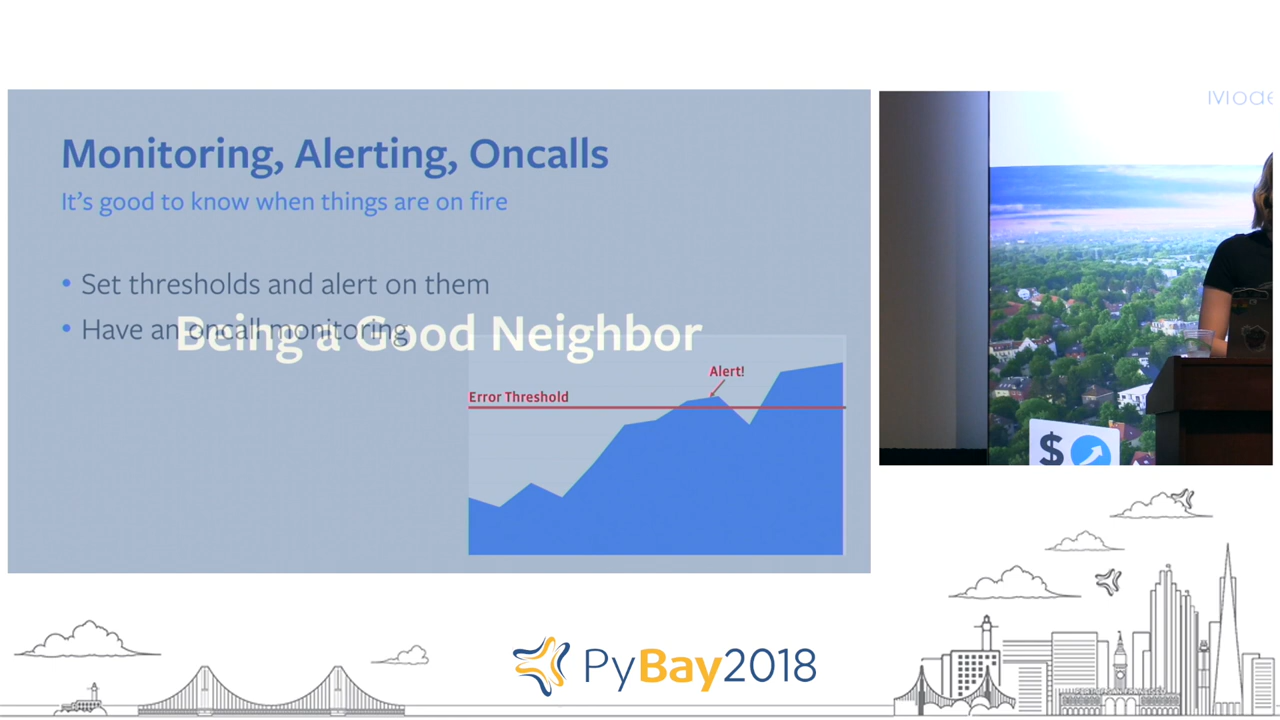 Monitoring, Alerting, Oncalls
It's good to know when things are on fire
• Set thresholds and alert on them
• Have an oncall monitoring
Being a Good Neighbor
Alert!
Error Threshold
$
PyBay2018